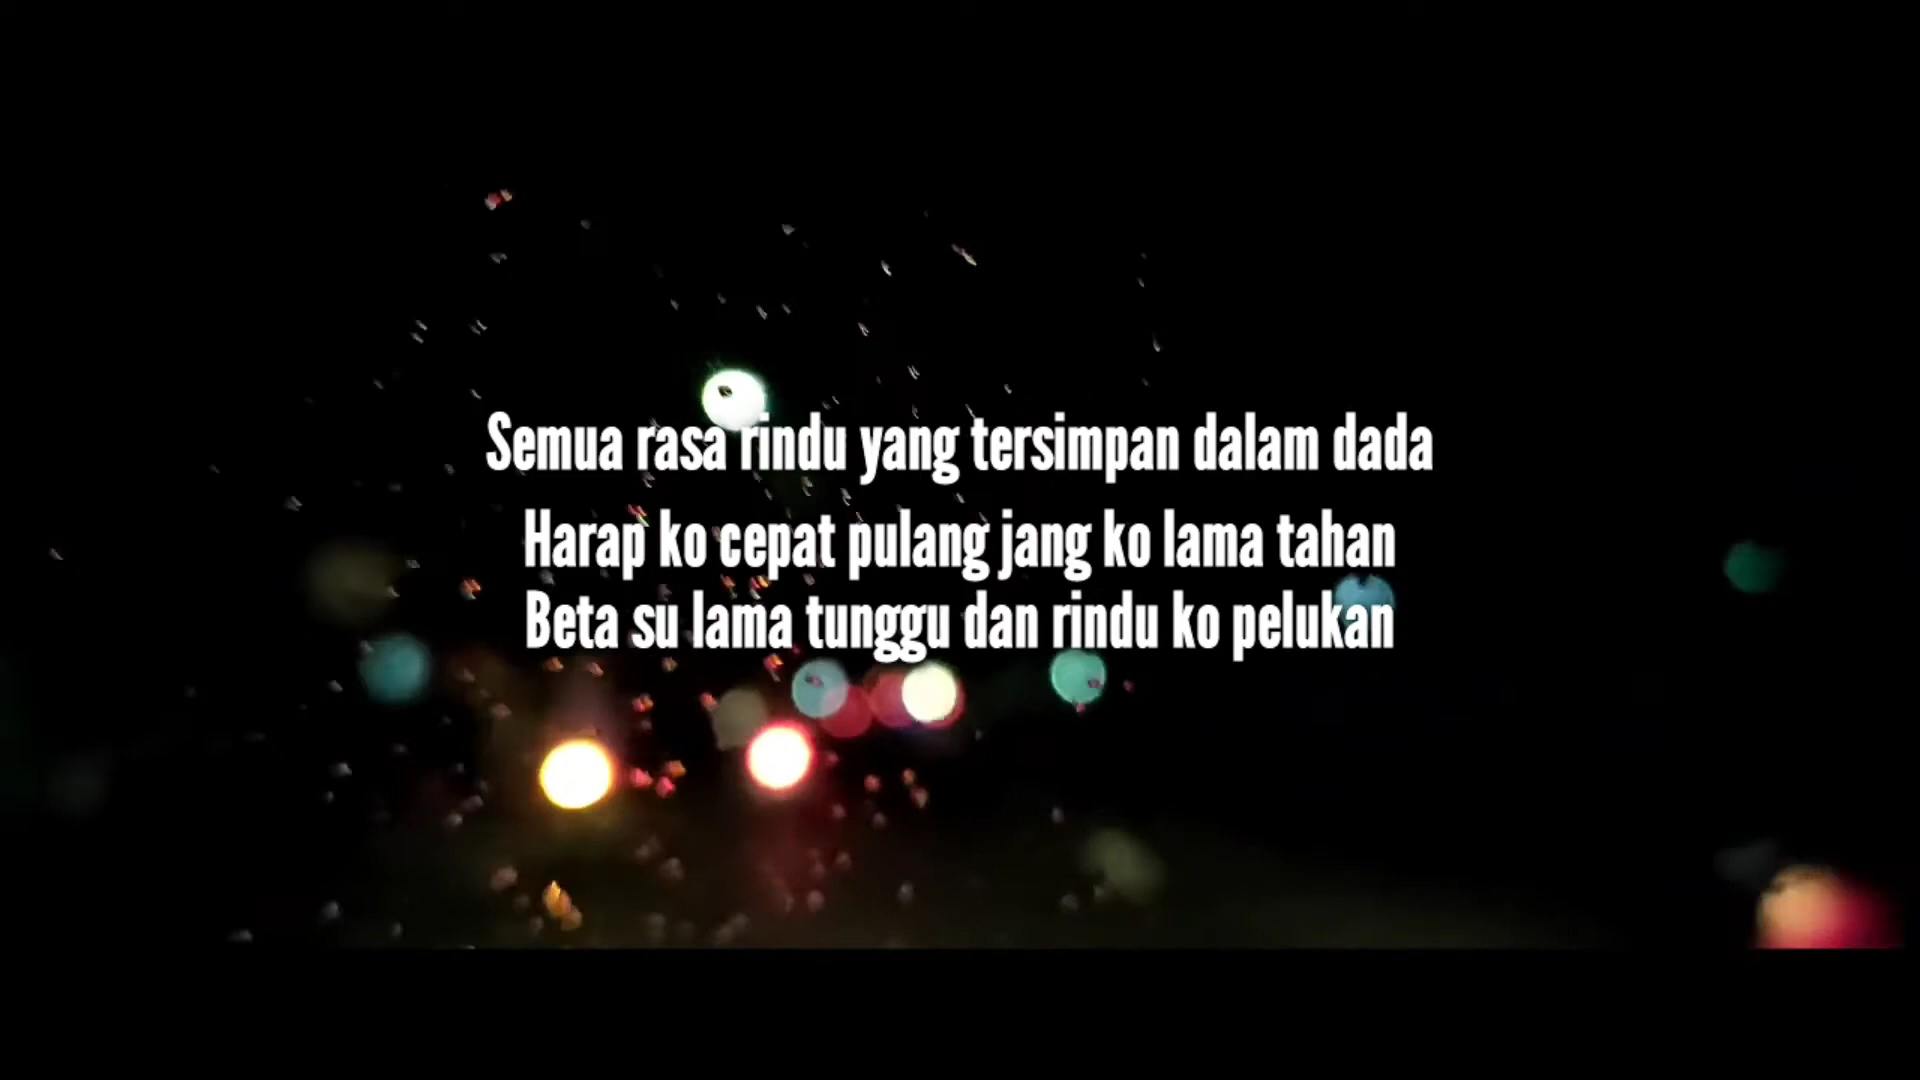 Semua rasa rindu yang tersimpan dalam dada
Harap ko cepat pulang jang ko lama tahan
Beta su lama tunggu dan rindu ko pelukan